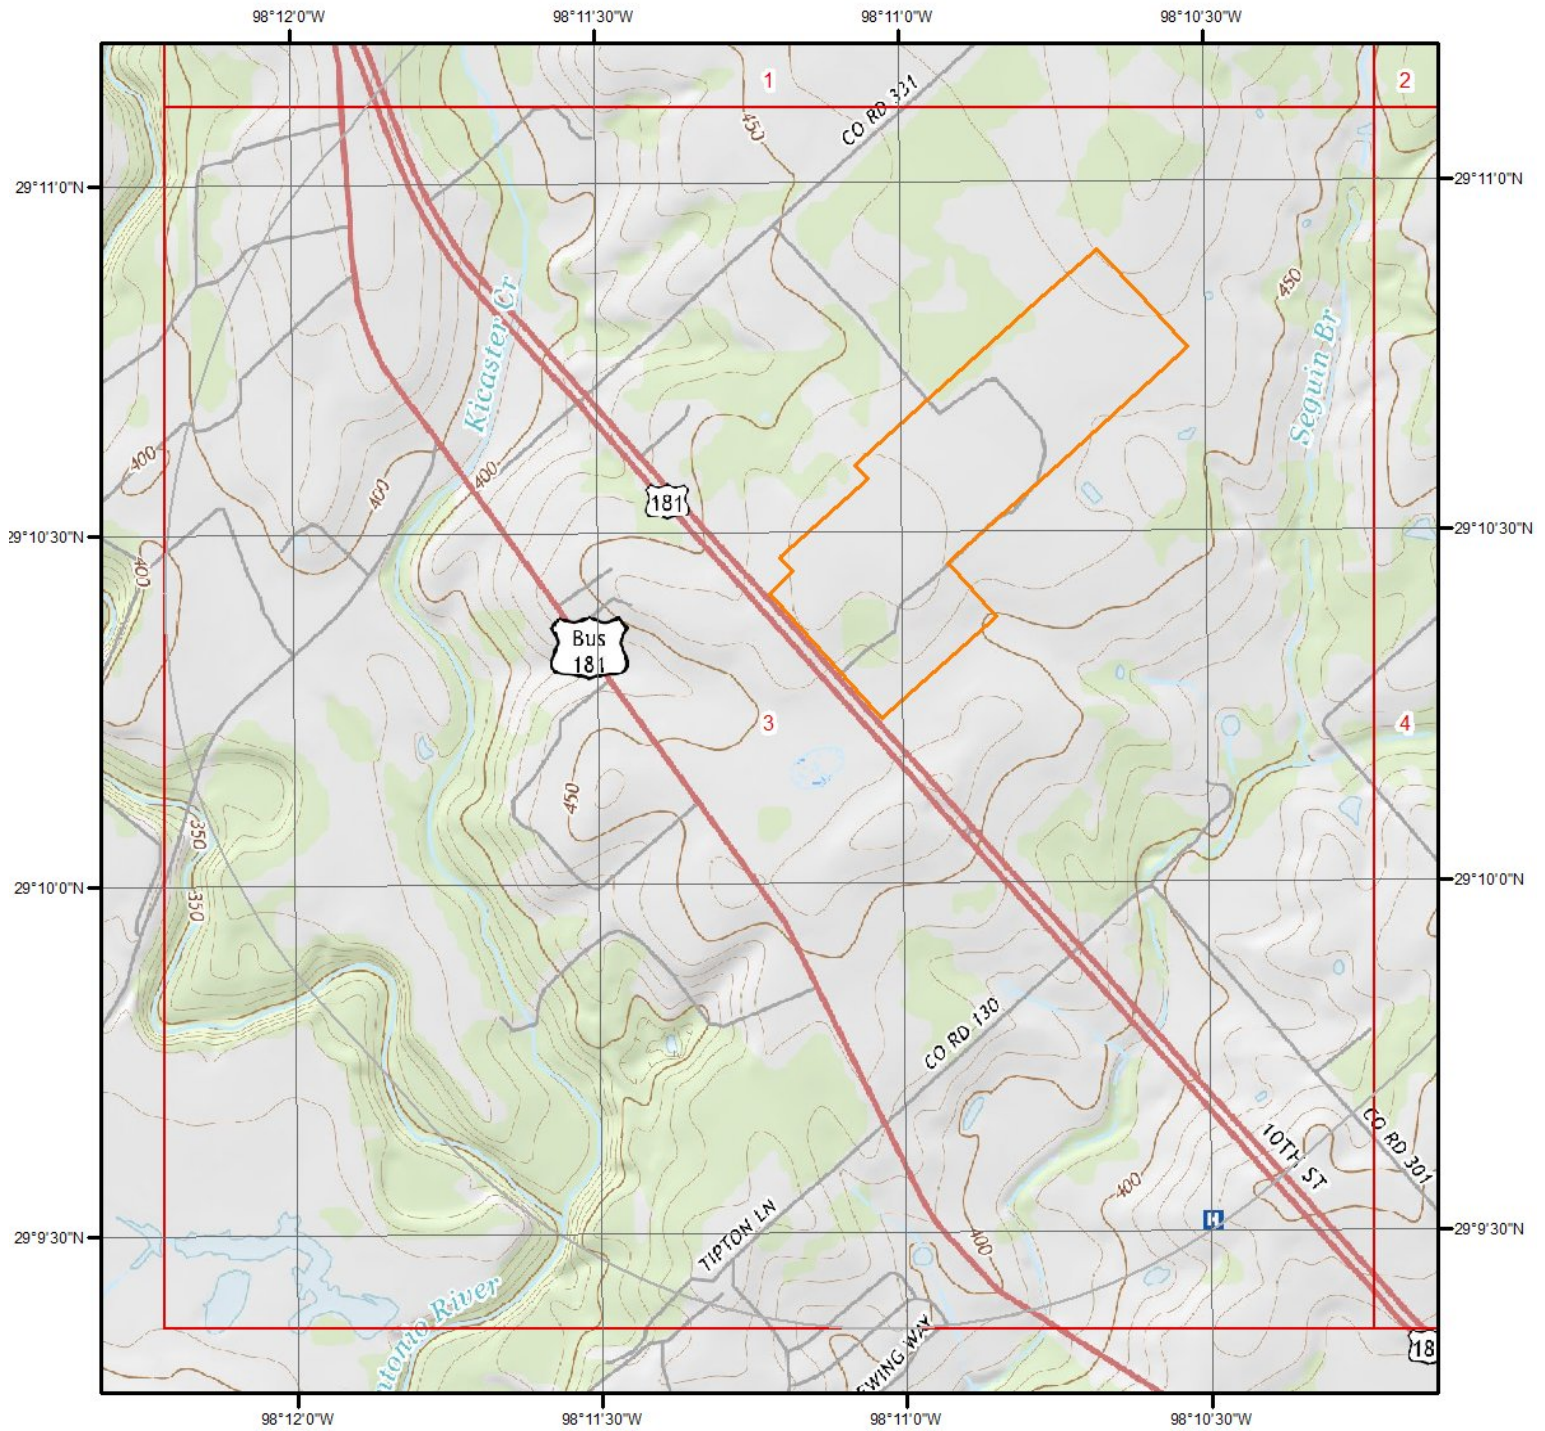 98°12'0"W
98°11'30"W
98°11'0"W
98°10'30"W
1
2
CO RD 331
450
29°11'0"N
29°11'0"N
450
Kicaster Cr
Seguin Br
400
400
400
181
29°10'30"N
29°10'30"N
400
Bus
181
3
4
450
350
29°10'0"N
29°10'0"N
350
CO RD 130
CO RD 301
10TH ST
400
H
TIPTON LN
400
29°9'30"N
29°9'30"N
ntonio River
EWING WAY
18
98°12'0"W
98°11'30"W
98°11'0"W
98°10'30"W